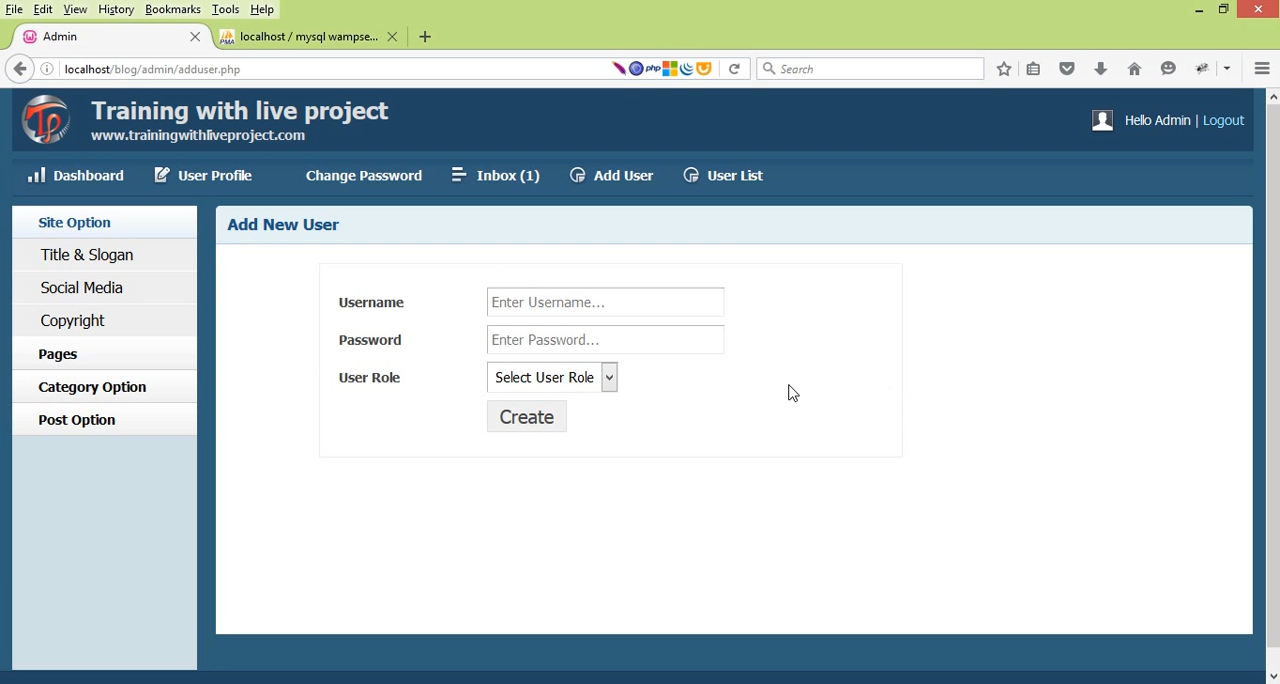 File Edit View History Bookmarks Tools Help
Admin
PMA localhost / mysql wampse...
localhost/blog/admin/adduser.php
php
Search
Training with live project
www.trainingwithliveproject.com
Hello Admin | Logout
Dashboard User Profile Change Password Inbox (1) Add User User List
Site Option
Title & Slogan
Social Media
Copyright
Pages
Category Option
Post Option
Add New User
Username Enter Username...
Password Enter Password...
User Role Select User Role
Create